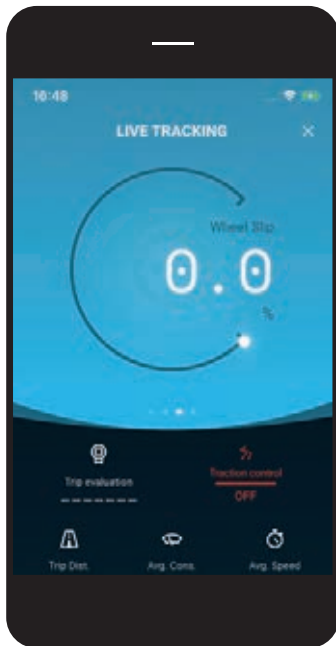 16:48
LIVE TRACKING
Wheel Slip
0.0
%
Trip evaluation
-------
Traction control
OFF
Trip Dist.
Avg. Cons.
Avg. Speed